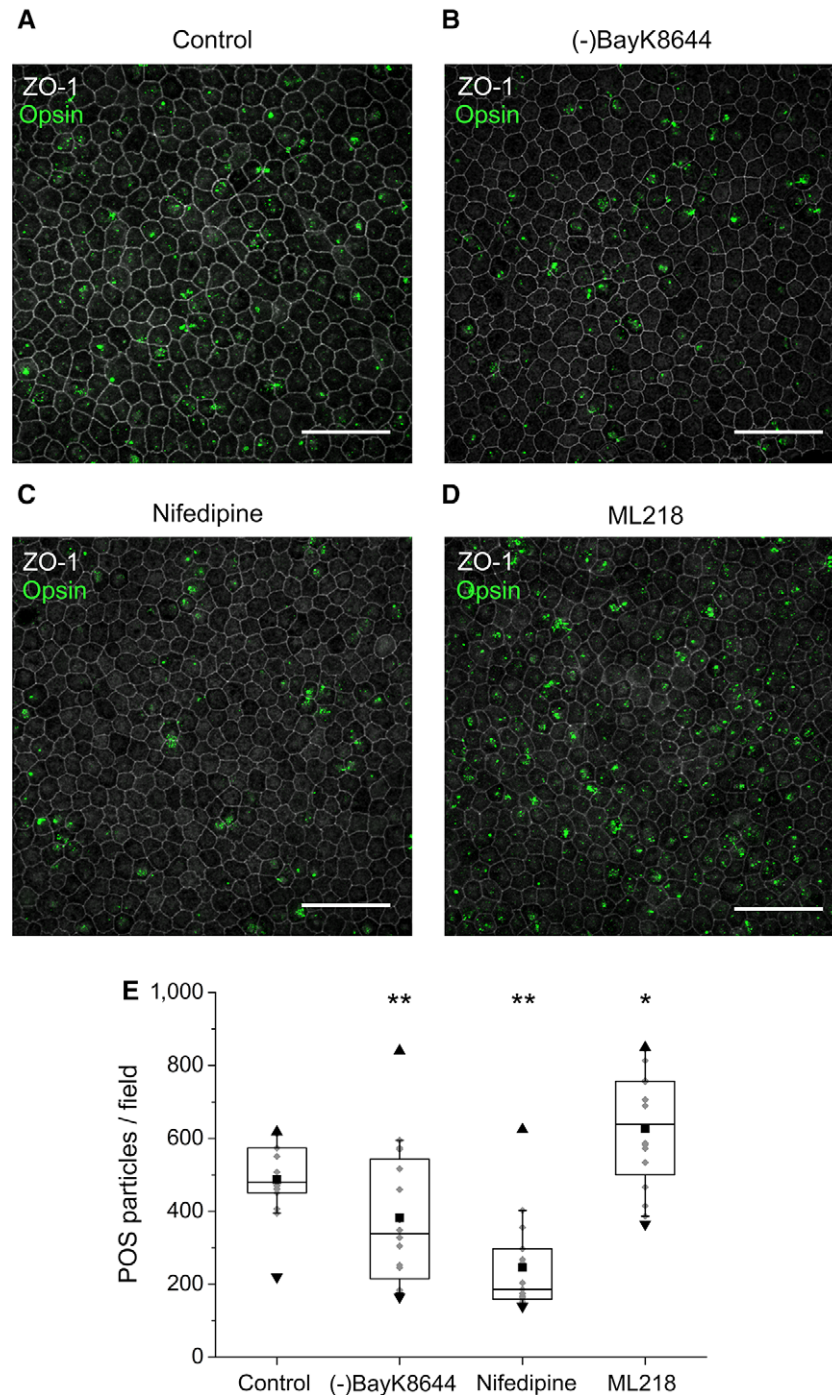 A
Control
ZO-1
Opsin
B
(-)BayK8644
ZO-1
Opsin
C
Nifedipine
ZO-1
Opsin
D
ML218
ZO-1
Opsin
E
1,000
800
600
400
200
0
POS particles / field
** ** *
Control (-)BayK8644 Nifedipine ML218